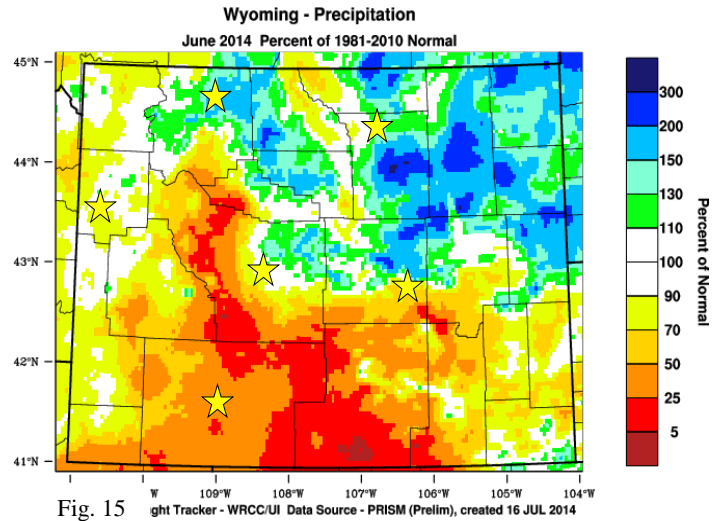 Wyoming - Precipitation
June 2014 Percent of 1981-2010 Normal
45°N
44°N
43°N
42°N
41°N
°W 109°W 108°W 107°W 106°W 105°W 104°W
300
200
150
130
110
100
90
70
50
25
5
Percent of Normal
Fig. 15 ght Tracker - WRCC/UI Data Source - PRISM (Prelim), created 16 JUL 2014